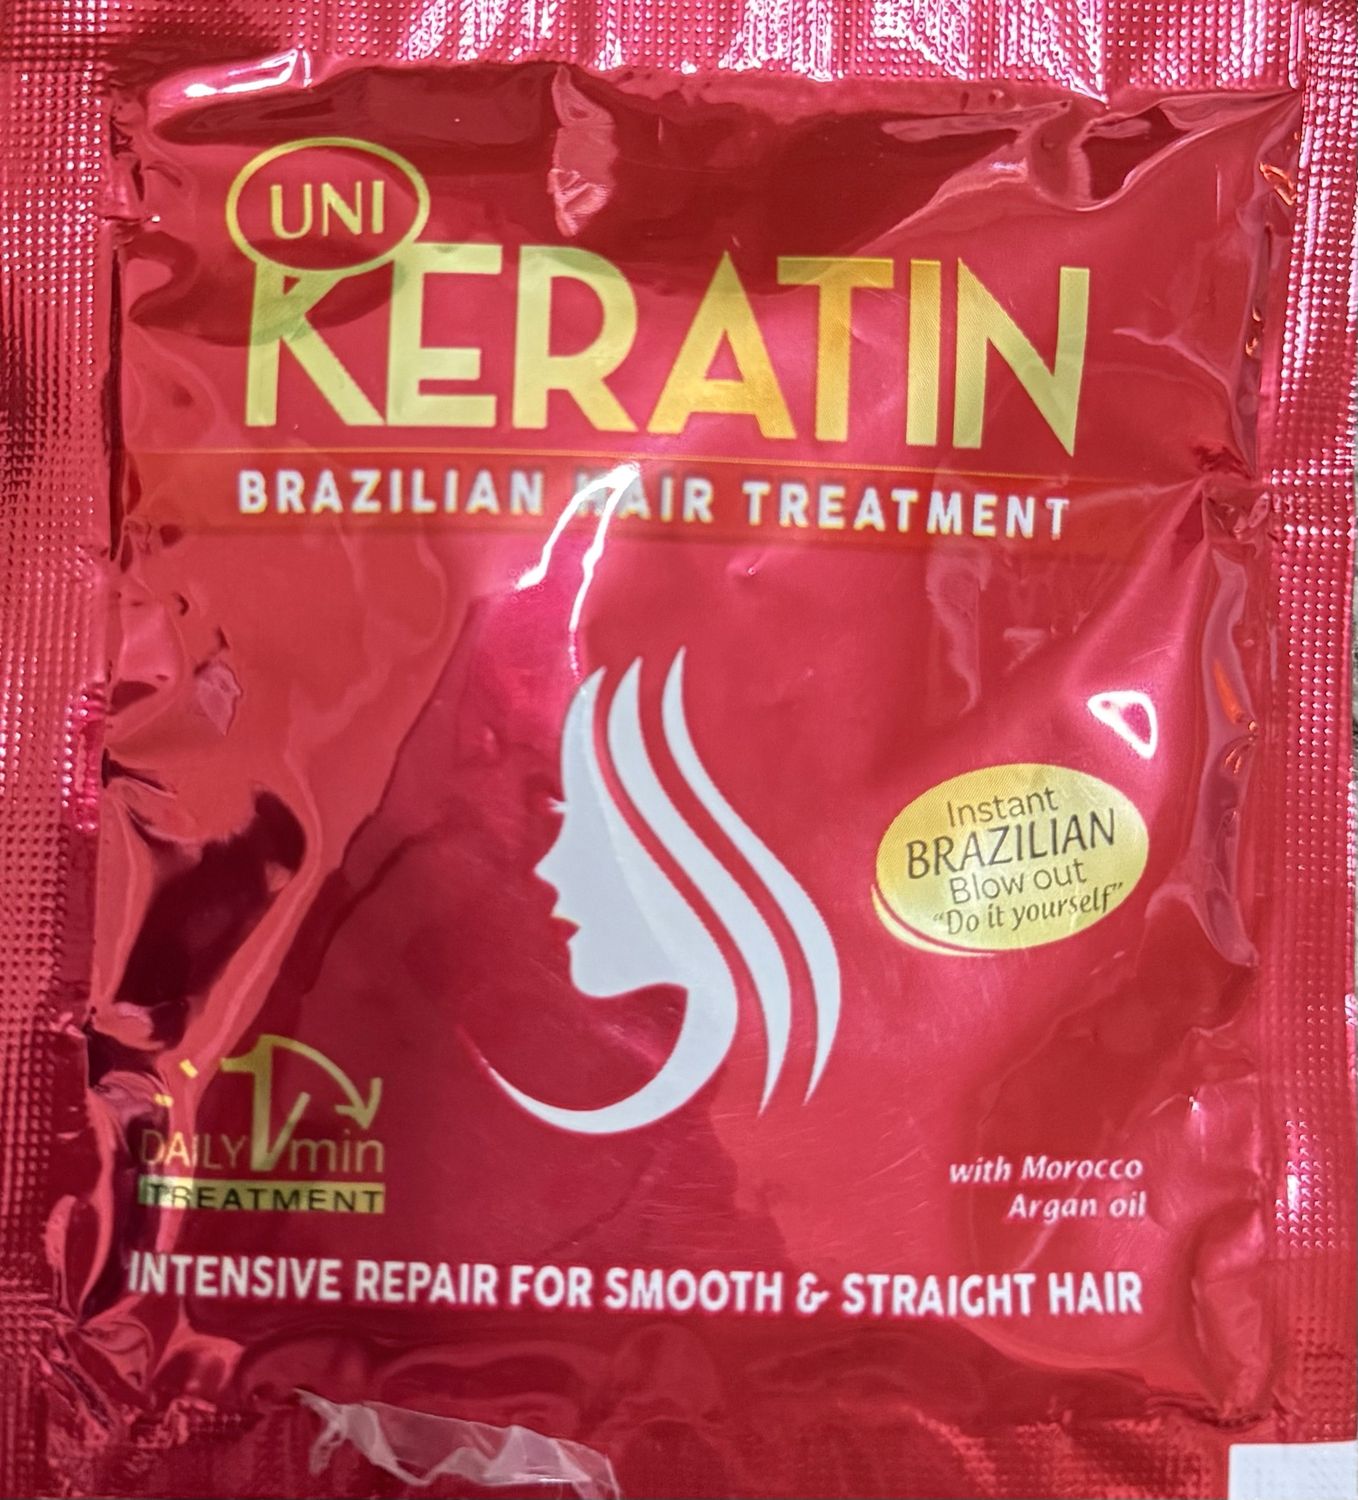 UNI
KERATIN
BRAZILIAN HAIR TREATMENT
Instant
BRAZILIAN
Blow out
"Do it yourself"
DAILY 1 min
TREATMENT
with Morocco
Argan oil
INTENSIVE REPAIR FOR SMOOTH & STRAIGHT HAIR